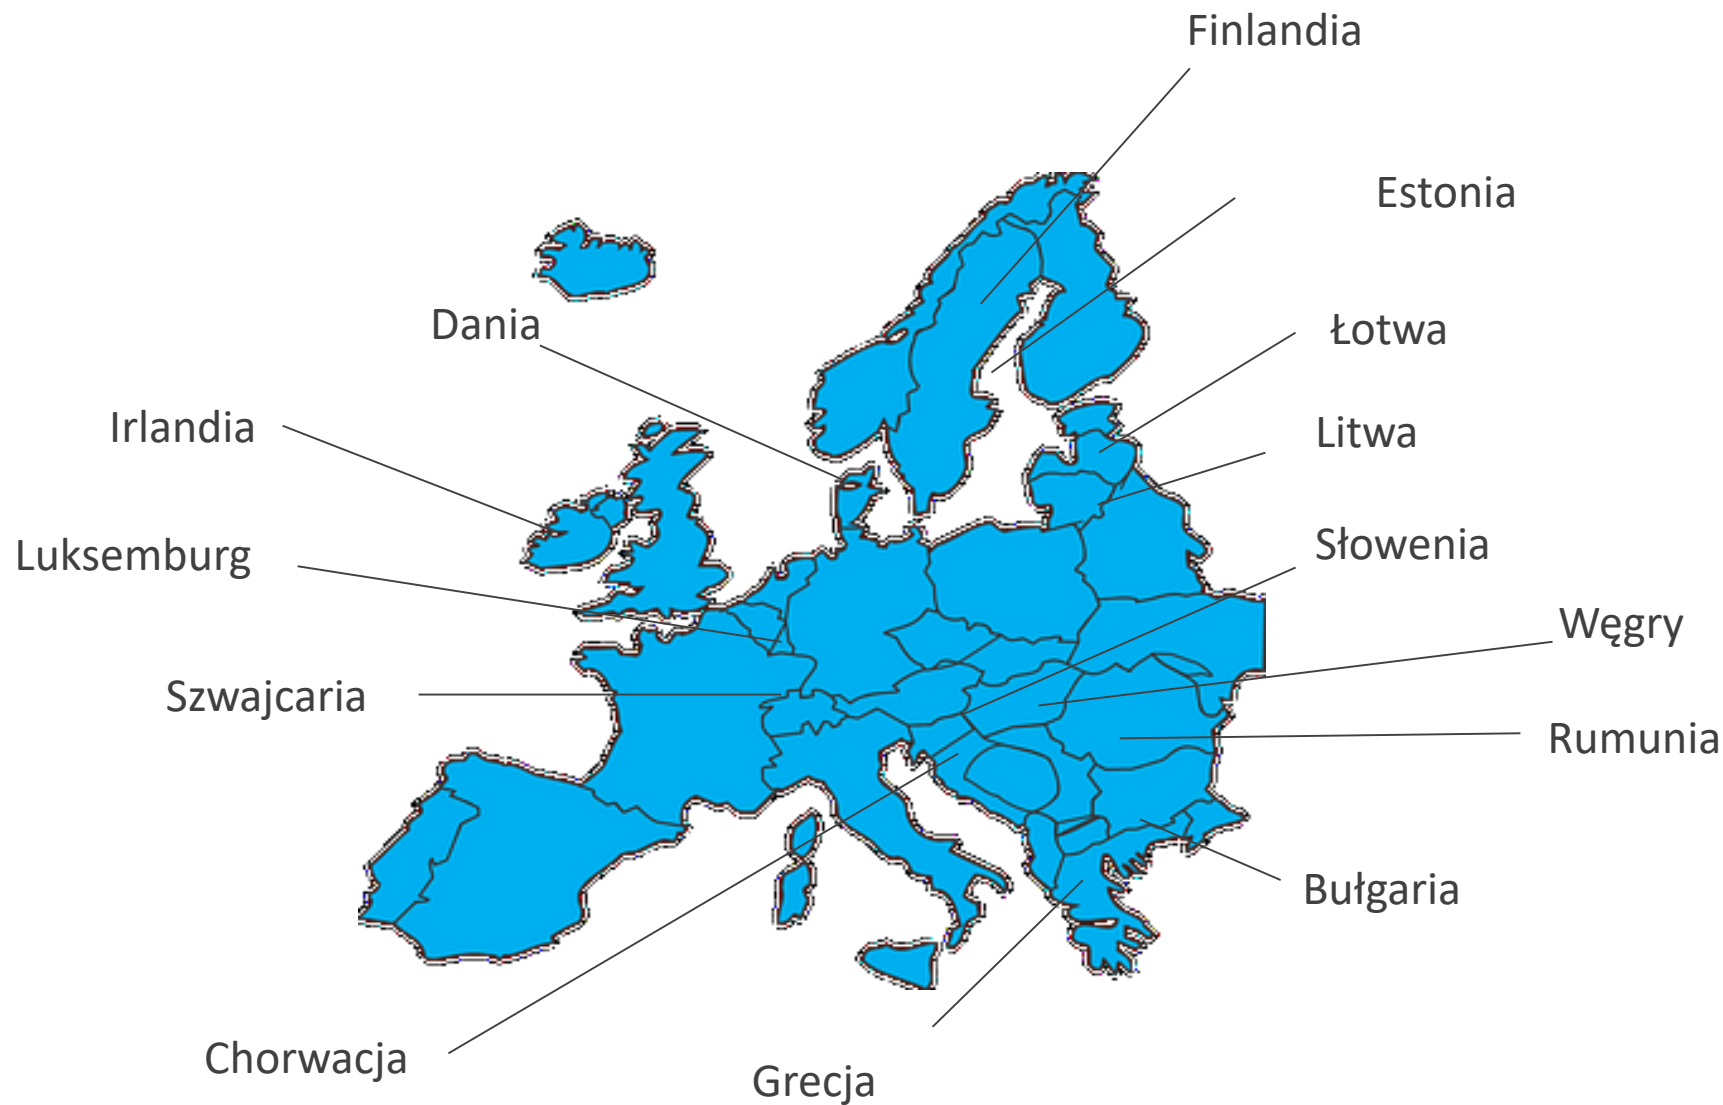 Finlandia
Estonia
Dania
Łotwa
Irlandia
Litwa
Słowenia
Luksemburg
Węgry
Szwajcaria
Rumunia
Bułgaria
Chorwacja
Grecja